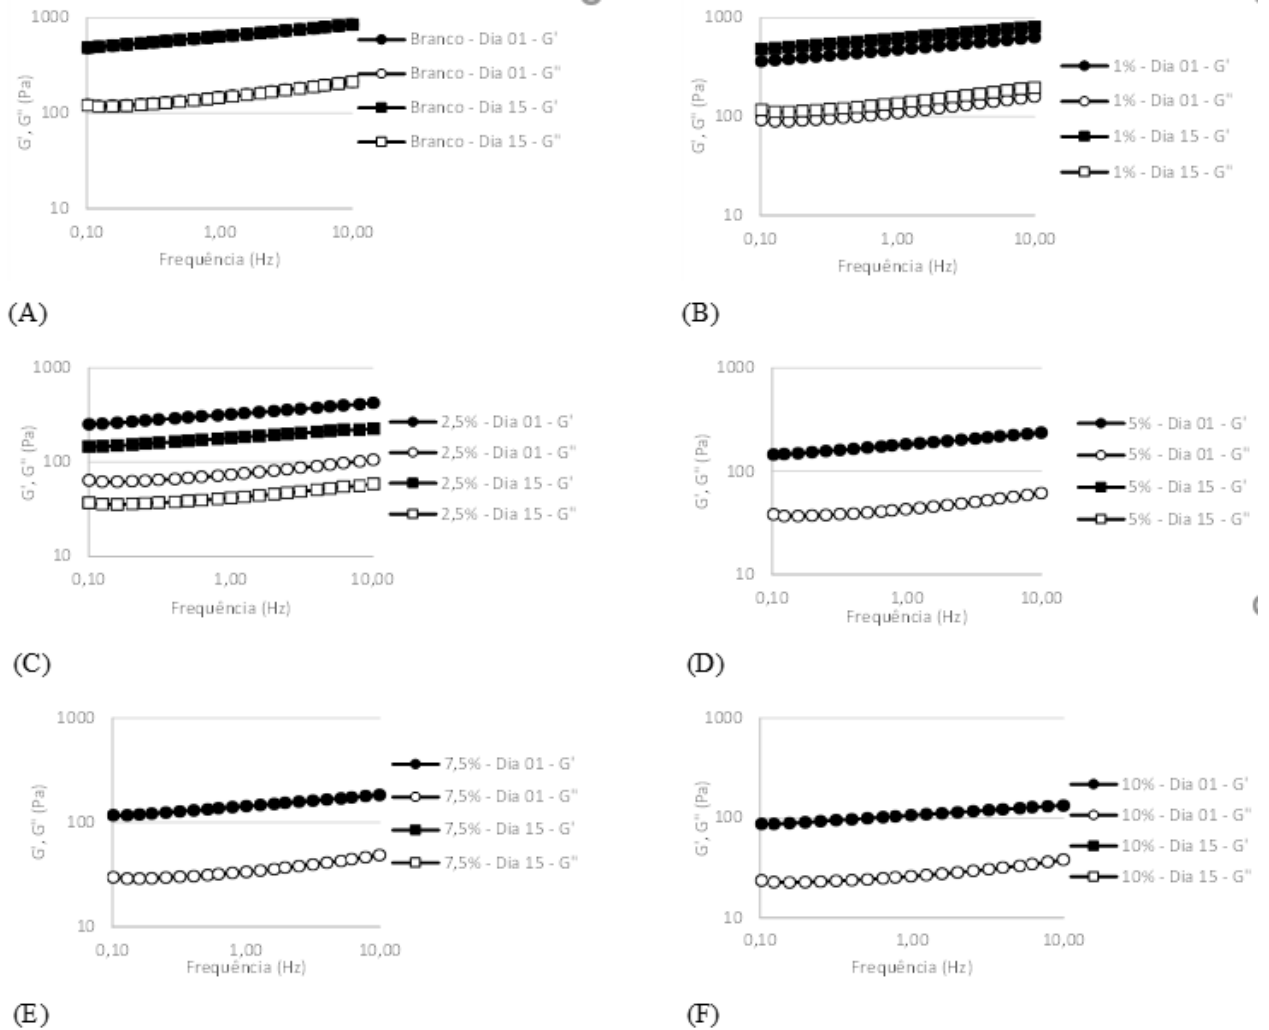 1000
100
10
G', G'' (Pa)
0,10 1,00 10,00
Frequência (Hz)
Branco - Dia 01 - G'
Branco - Dia 01 - G"
Branco - Dia 15 - G'
Branco - Dia 15 - G"
(A)
1000
100
10
G', G'' (Pa)
0,10 1,00 10,00
Frequência (Hz)
1% - Dia 01 - G'
1% - Dia 01 - G"
1% - Dia 15 - G'
1% - Dia 15 - G"
(B)
1000
100
10
G', G'' (Pa)
0,10 1,00 10,00
Frequência (Hz)
2,5% - Dia 01 - G'
2,5% - Dia 01 - G"
2,5% - Dia 15 - G'
2,5% - Dia 15 - G"
(C)
1000
100
10
G', G'' (Pa)
0,10 1,00 10,00
Frequência (Hz)
5% - Dia 01 - G'
5% - Dia 01 - G"
5% - Dia 15 - G'
5% - Dia 15 - G"
(D)
1000
100
10
G', G'' (Pa)
0,10 1,00 10,00
Frequência (Hz)
7,5% - Dia 01 - G'
7,5% - Dia 01 - G"
7,5% - Dia 15 - G'
7,5% - Dia 15 - G"
(E)
1000
100
10
G', G'' (Pa)
0,10 1,00 10,00
Frequência (Hz)
10% - Dia 01 - G'
10% - Dia 01 - G"
10% - Dia 15 - G'
10% - Dia 15 - G"
(F)